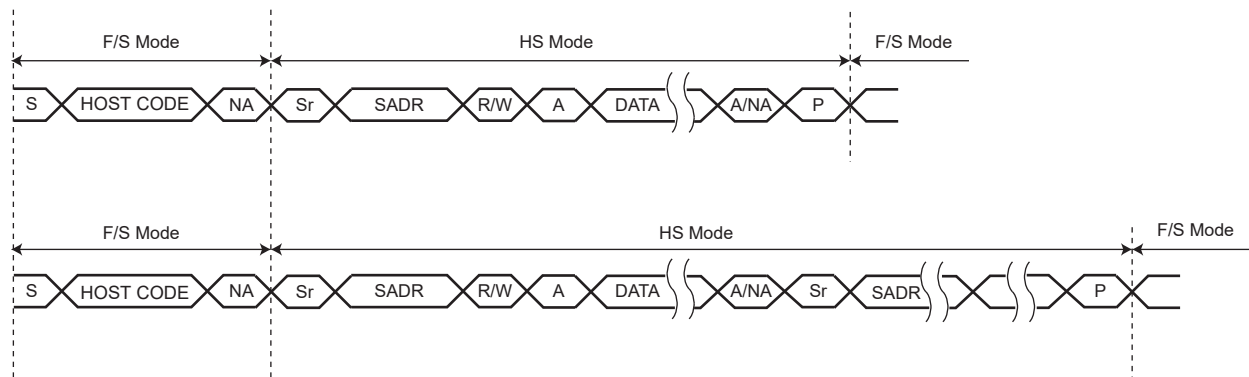 F/S Mode HS Mode F/S Mode
S HOST CODE NA Sr SADR R/W A DATA A/NA P
F/S Mode HS Mode F/S Mode
S HOST CODE NA Sr SADR R/W A DATA A/NA Sr SADR P